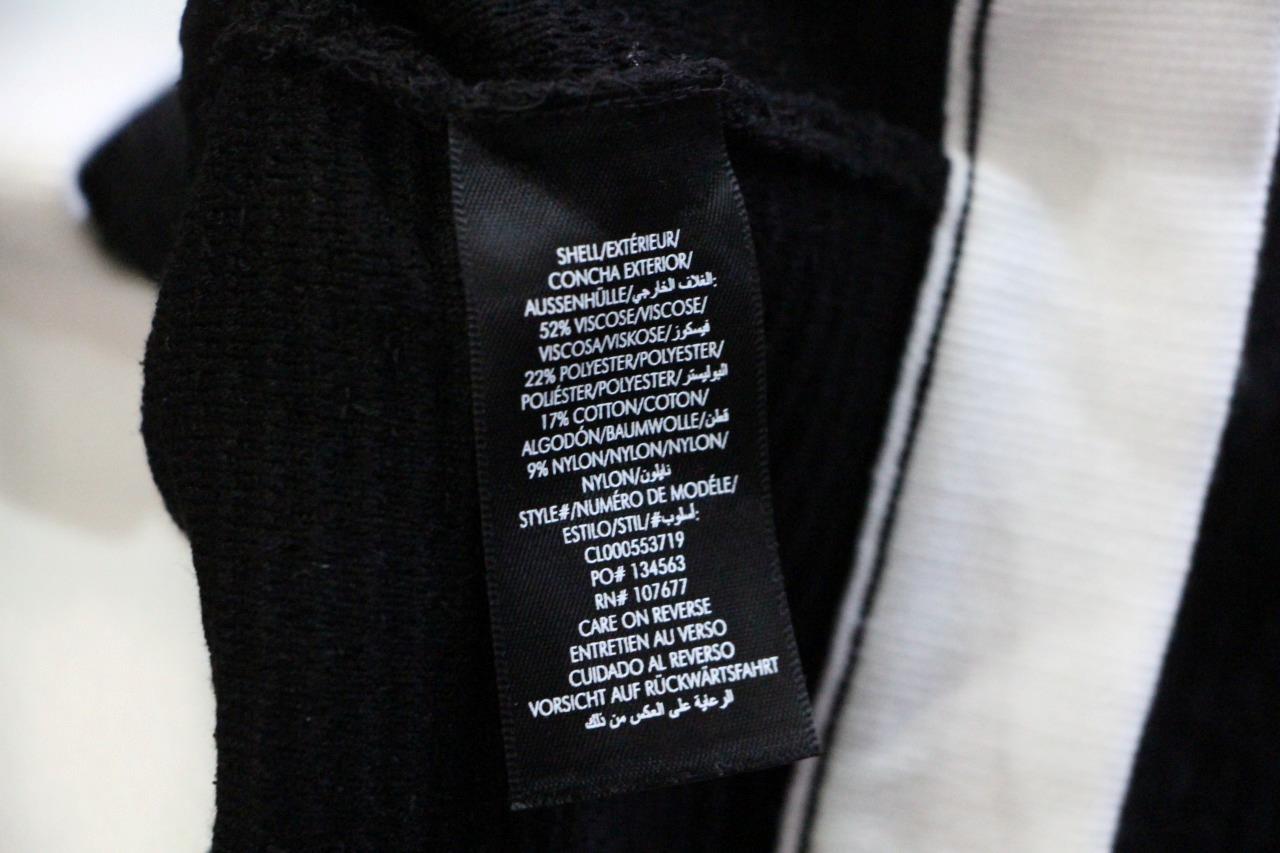 SHELL/EXTÉRIEUR/
CONCHA EXTERIOR/
AUSSENHÜLLE/الغلاف الخارجي:
52% VISCOSE/VISCOSE/
VISCOSA/VISKOSE/فيسكوز
22% POLYESTER/POLYESTER/
POLIÉSTER/POLYESTER/البوليستر
17% COTTON/COTON/
ALGODÓN/BAUMWOLLE/قطن
9% NYLON/NYLON/NYLON/
NYLON/نايلون
STYLE#/NUMÉRO DE MODÉLE/
ESTILO/STIL/#أسلوب:
CL000553719
PO# 134563
RN# 107677
CARE ON REVERSE
ENTRETIEN AU VERSO
CUIDADO AL REVERSO
VORSICHT AUF RÜCKWÄRTSFAHRT
الرعاية على العكس من ذلك